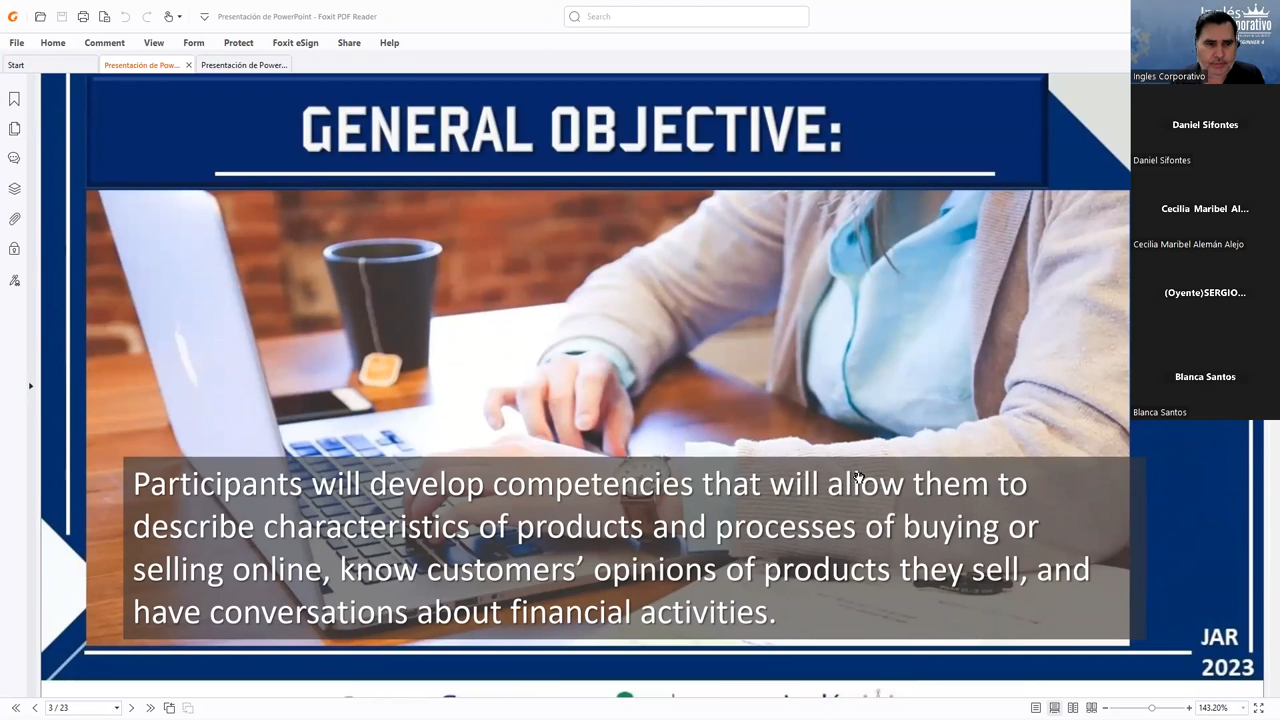 Presentación de PowerPoint - Foxit PDF Reader
Search
File Home Comment View Form Protect Foxit eSign Share Help
Start
Presentación de Pow...
Presentación de Power...
GENERAL OBJECTIVE:
Participants will develop competencies that will allow them to
describe characteristics of products and processes of buying or
selling online, know customers’ opinions of products they sell, and
have conversations about financial activities.
JAR
2023
Ingles Corporativo
Daniel Sifontes
Daniel Sifontes
Cecilia Maribel Al...
Cecilia Maribel Alemán Alejo
(Oyente)SERGIO...
Blanca Santos
Blanca Santos
3 / 23
143.20%